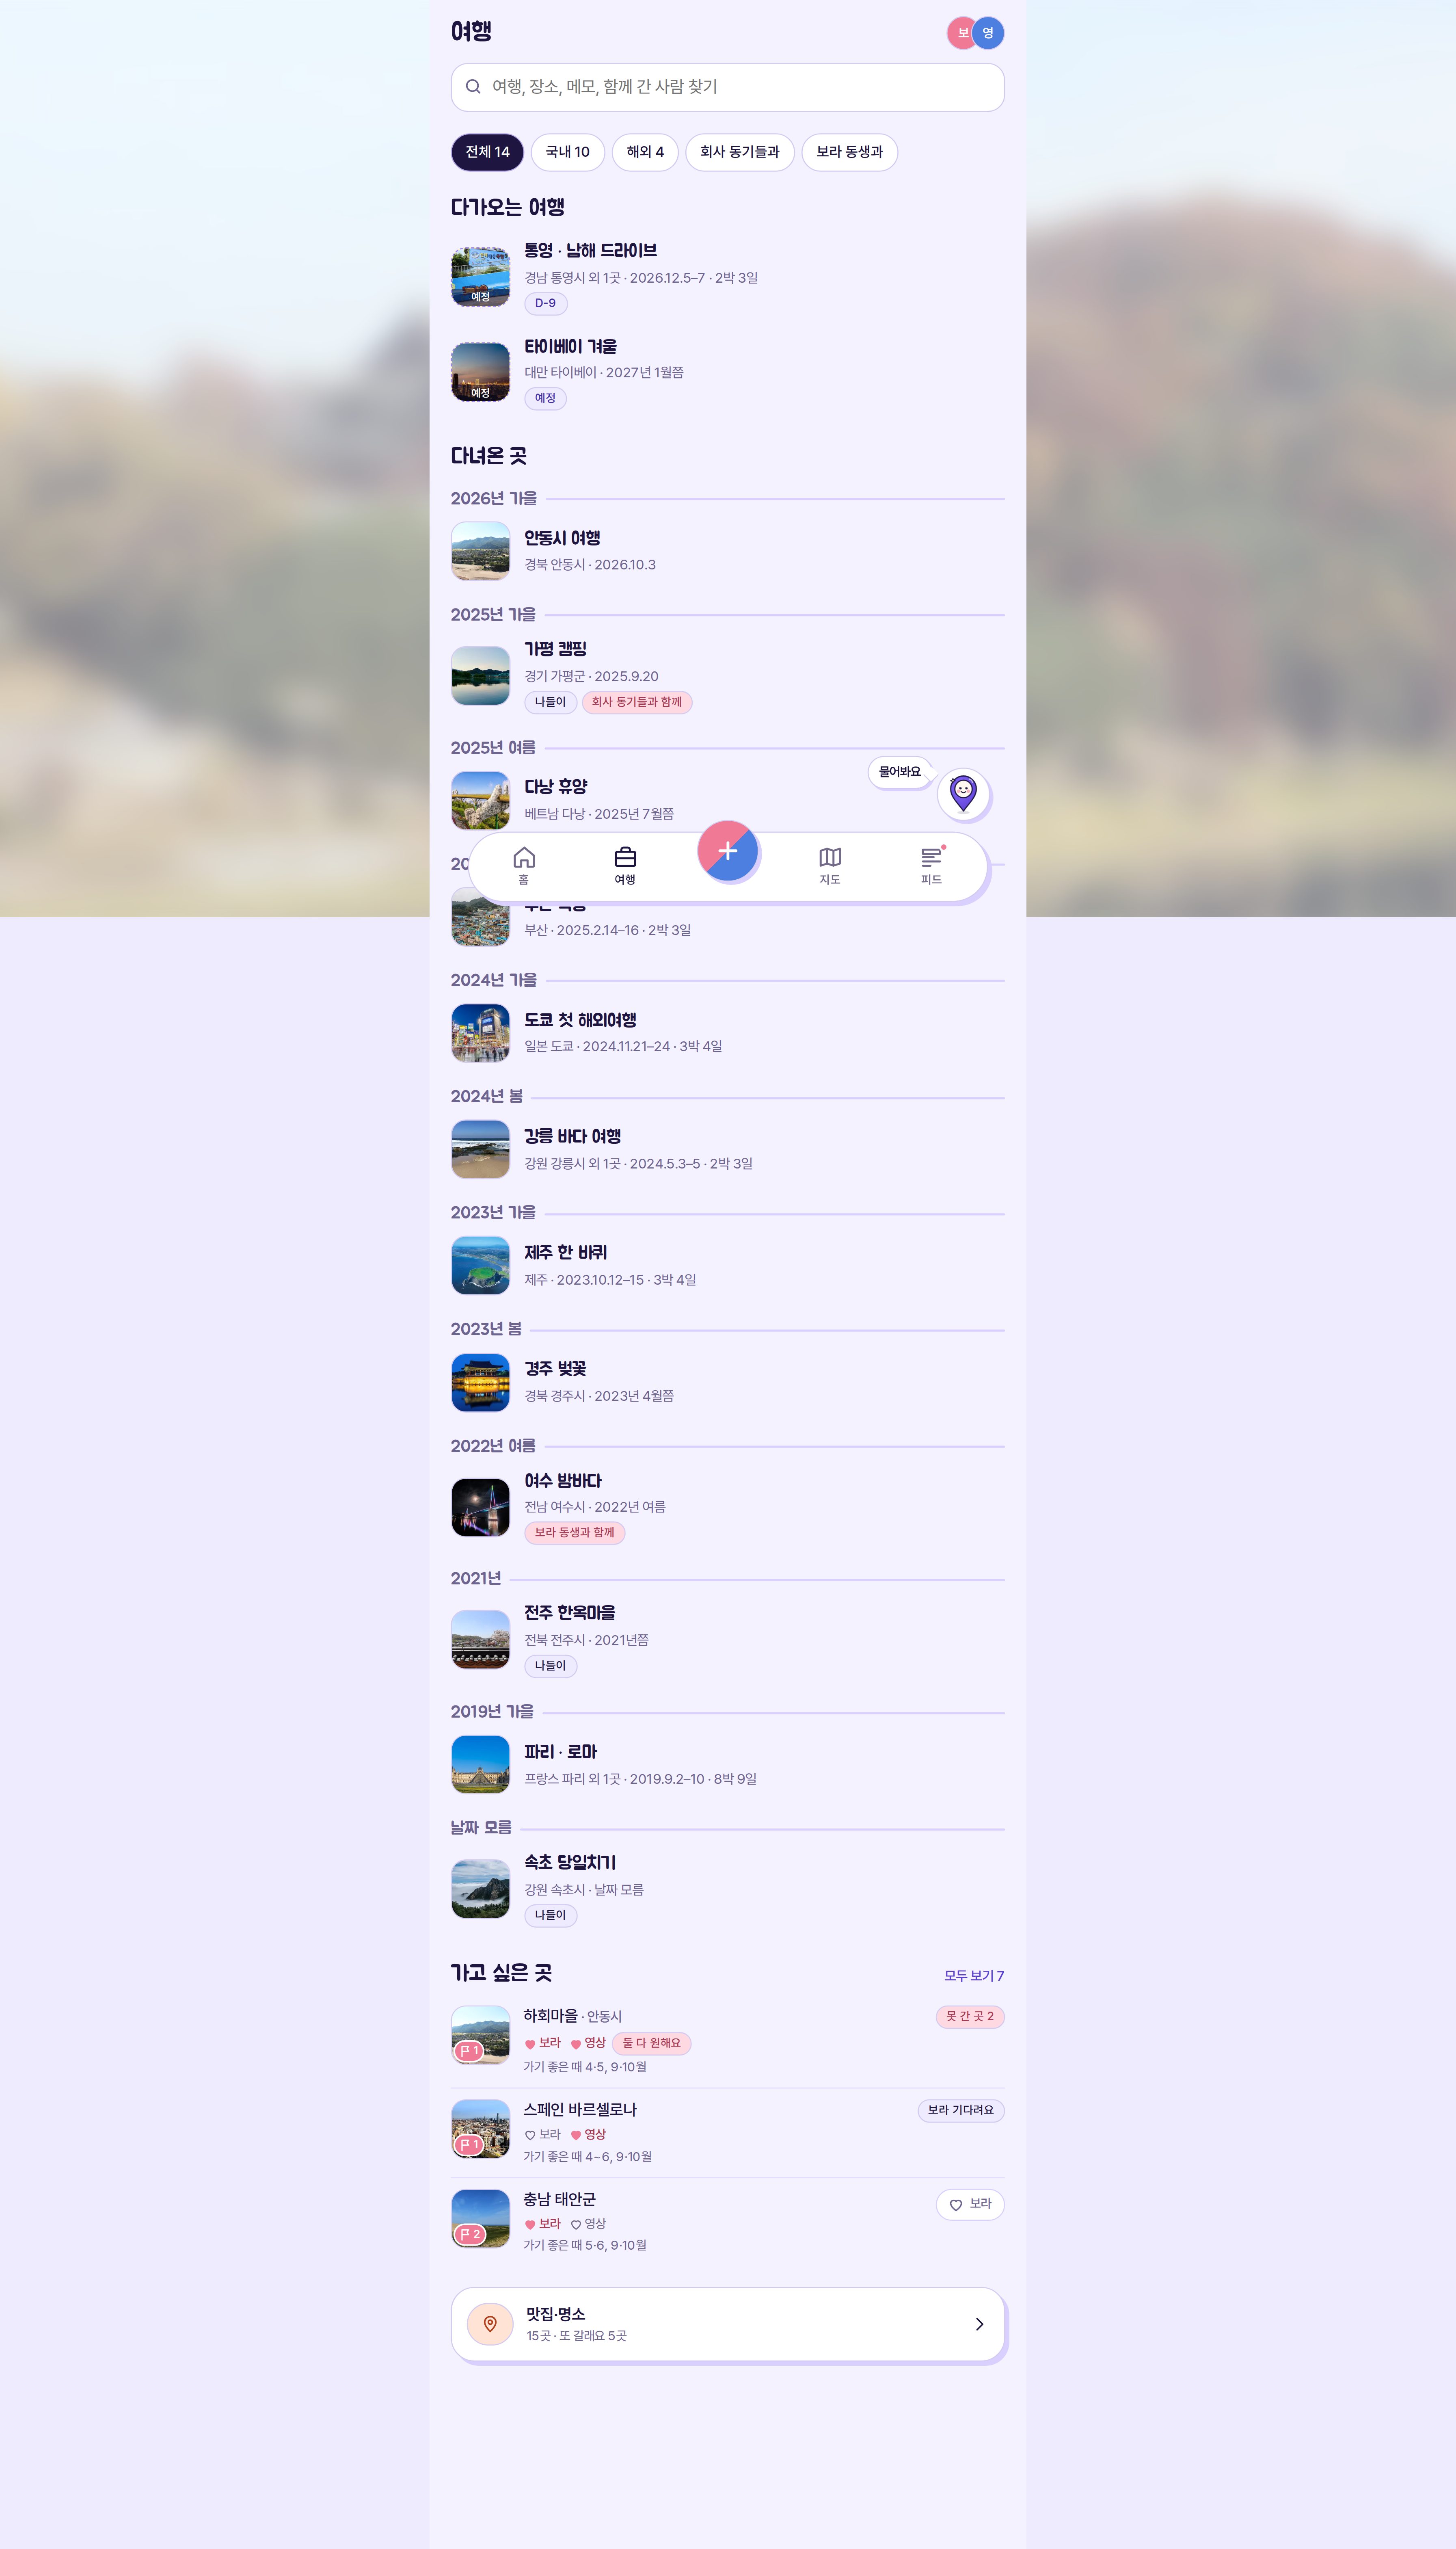 여행
보 영
여행, 장소, 메모, 함께 간 사람 찾기
전체 14
국내 10
해외 4
회사 동기들과
보라 동생과
다가오는 여행
통영 · 남해 드라이브
경남 통영시 외 1곳 · 2026.12.5–7 · 2박 3일
예정
D-9
타이베이 겨울
대만 타이베이 · 2027년 1월쯤
예정
예정
다녀온 곳
2026년 가을
안동시 여행
경북 안동시 · 2026.10.3
2025년 가을
가평 캠핑
경기 가평군 · 2025.9.20
나들이
회사 동기들과 함께
2025년 여름
물어봐요
다낭 휴양
베트남 다낭 · 2025년 7월쯤
홈
여행
지도
피드
부산 · 2025.2.14–16 · 2박 3일
2024년 가을
도쿄 첫 해외여행
일본 도쿄 · 2024.11.21–24 · 3박 4일
2024년 봄
강릉 바다 여행
강원 강릉시 외 1곳 · 2024.5.3–5 · 2박 3일
2023년 가을
제주 한 바퀴
제주 · 2023.10.12–15 · 3박 4일
2023년 봄
경주 벚꽃
경북 경주시 · 2023년 4월쯤
2022년 여름
여수 밤바다
전남 여수시 · 2022년 여름
보라 동생과 함께
2021년
전주 한옥마을
전북 전주시 · 2021년쯤
나들이
2019년 가을
파리 · 로마
프랑스 파리 외 1곳 · 2019.9.2–10 · 8박 9일
날짜 모름
속초 당일치기
강원 속초시 · 날짜 모름
나들이
가고 싶은 곳
모두 보기 7
하회마을 · 안동시
못 간 곳 2
1
보라 영상 둘 다 원해요
가기 좋은 때 4·5, 9·10월
스페인 바르셀로나
보라 기다려요
1
보라 영상
가기 좋은 때 4~6, 9·10월
충남 태안군
보라
2
보라 영상
가기 좋은 때 5·6, 9·10월
맛집·명소
15곳 · 또 갈래요 5곳